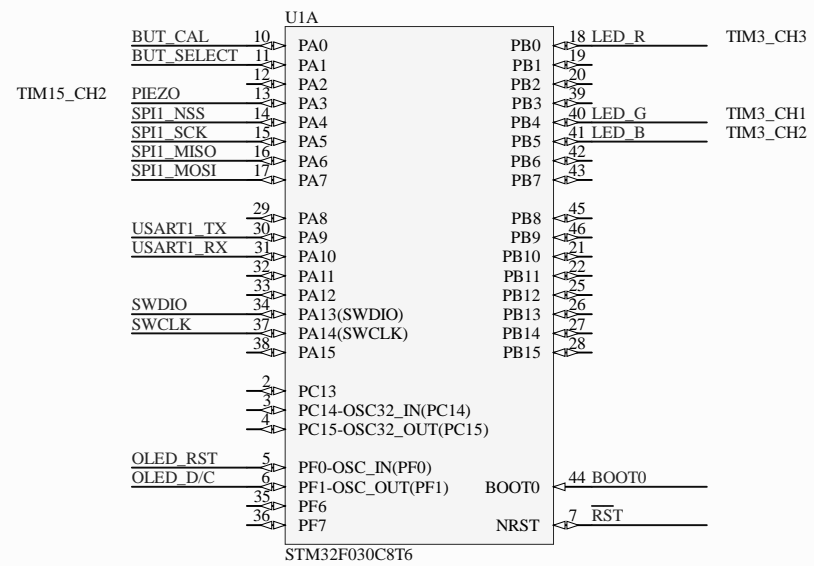 U1A
BUT_CAL 10 PA0 PB0 18 LED_R TIM3_CH3
BUT_SELECT 11 PA1 PB1 19
12 PA2 PB2 20
TIM15_CH2 PIEZO 13 PA3 PB3 39
SPI1_NSS 14 PA4 PB4 40 LED_G TIM3_CH1
SPI1_SCK 15 PA5 PB5 41 LED_B TIM3_CH2
SPI1_MISO 16 PA6 PB6 42
SPI1_MOSI 17 PA7 PB7 43
29 PA8 PB8 45
USART1_TX 30 PA9 PB9 46
USART1_RX 31 PA10 PB10 21
32 PA11 PB11 22
33 PA12 PB12 25
SWDIO 34 PA13(SWDIO) PB13 26
SWCLK 37 PA14(SWCLK) PB14 27
38 PA15 PB15 28
2 PC13
3 PC14-OSC32_IN(PC14)
4 PC15-OSC32_OUT(PC15)
OLED_RST 5 PF0-OSC_IN(PF0)
OLED_D/C 6 PF1-OSC_OUT(PF1) BOOT0 44 BOOT0
35 PF6
36 PF7 NRST 7 RST
STM32F030C8T6